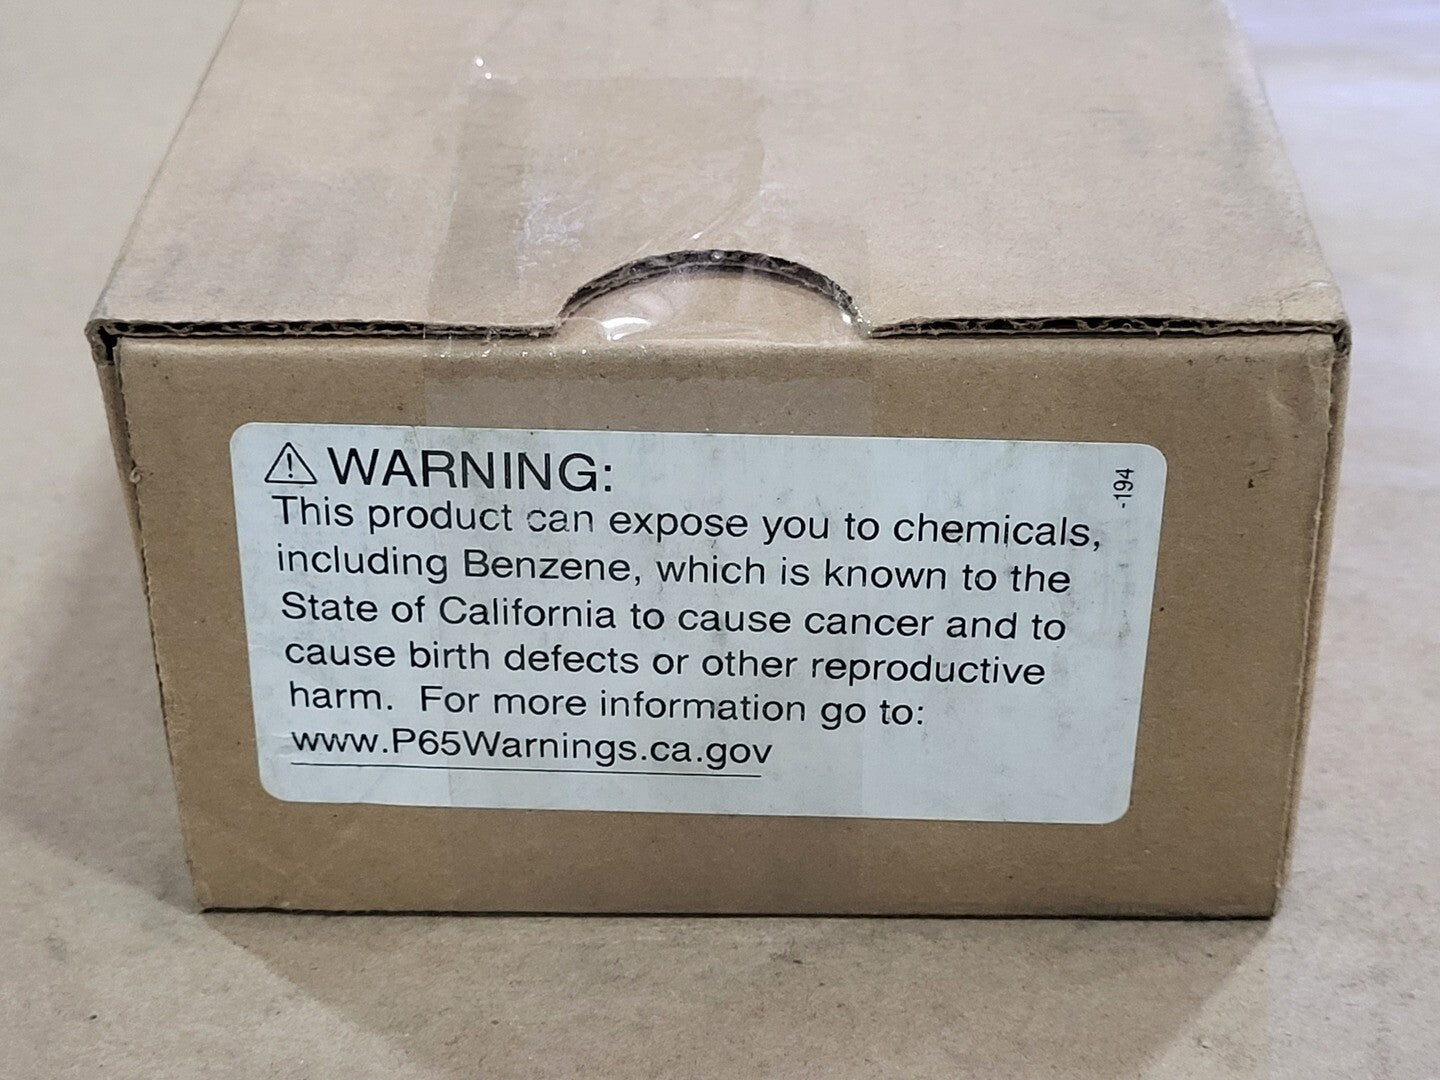 ⚠ WARNING:
This product can expose you to chemicals,
including Benzene, which is known to the
State of California to cause cancer and to
cause birth defects or other reproductive
harm.  For more information go to:
www.P65Warnings.ca.gov
-194